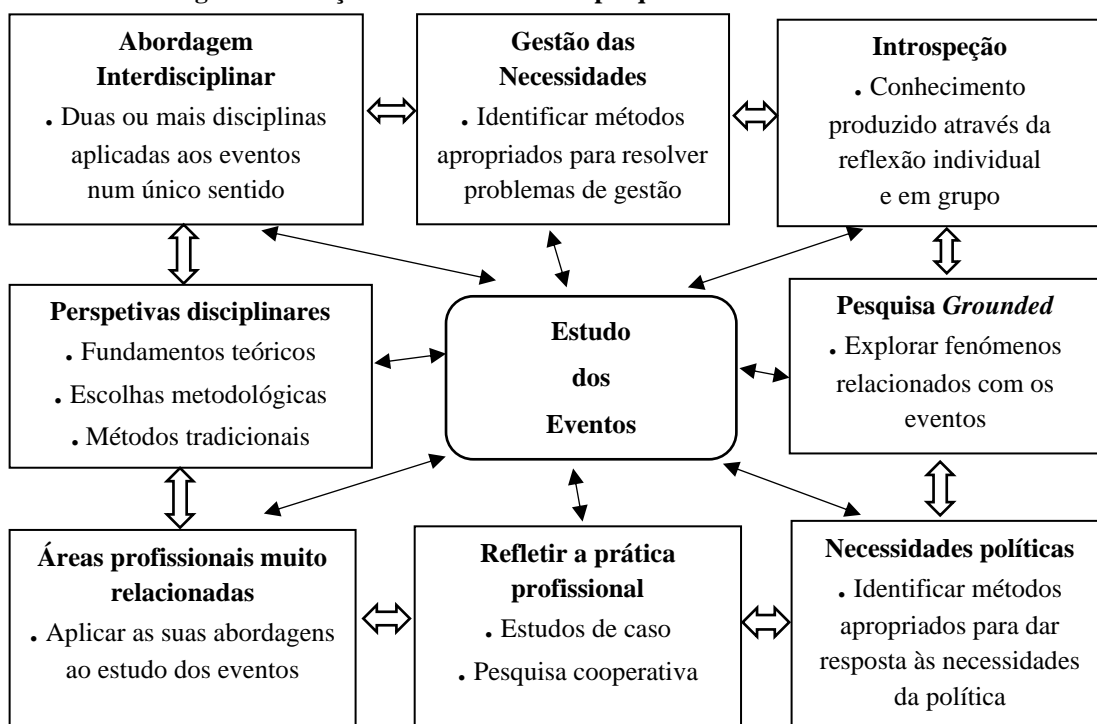 Abordagem
Interdisciplinar
. Duas ou mais disciplinas
aplicadas aos eventos
num único sentido
Gestão das
Necessidades
. Identificar métodos
apropriados para resolver
problemas de gestão
Introspeção
. Conhecimento
produzido através da
reflexão individual
e em grupo
Perspetivas disciplinares
. Fundamentos teóricos
. Escolhas metodológicas
. Métodos tradicionais
Estudo
dos
Eventos
Pesquisa Grounded
. Explorar fenómenos
relacionados com os
eventos
Áreas profissionais muito
relacionadas
. Aplicar as suas abordagens
ao estudo dos eventos
Refletir a prática
profissional
. Estudos de caso
. Pesquisa cooperativa
Necessidades políticas
. Identificar métodos
apropriados para dar
resposta às necessidades
da política